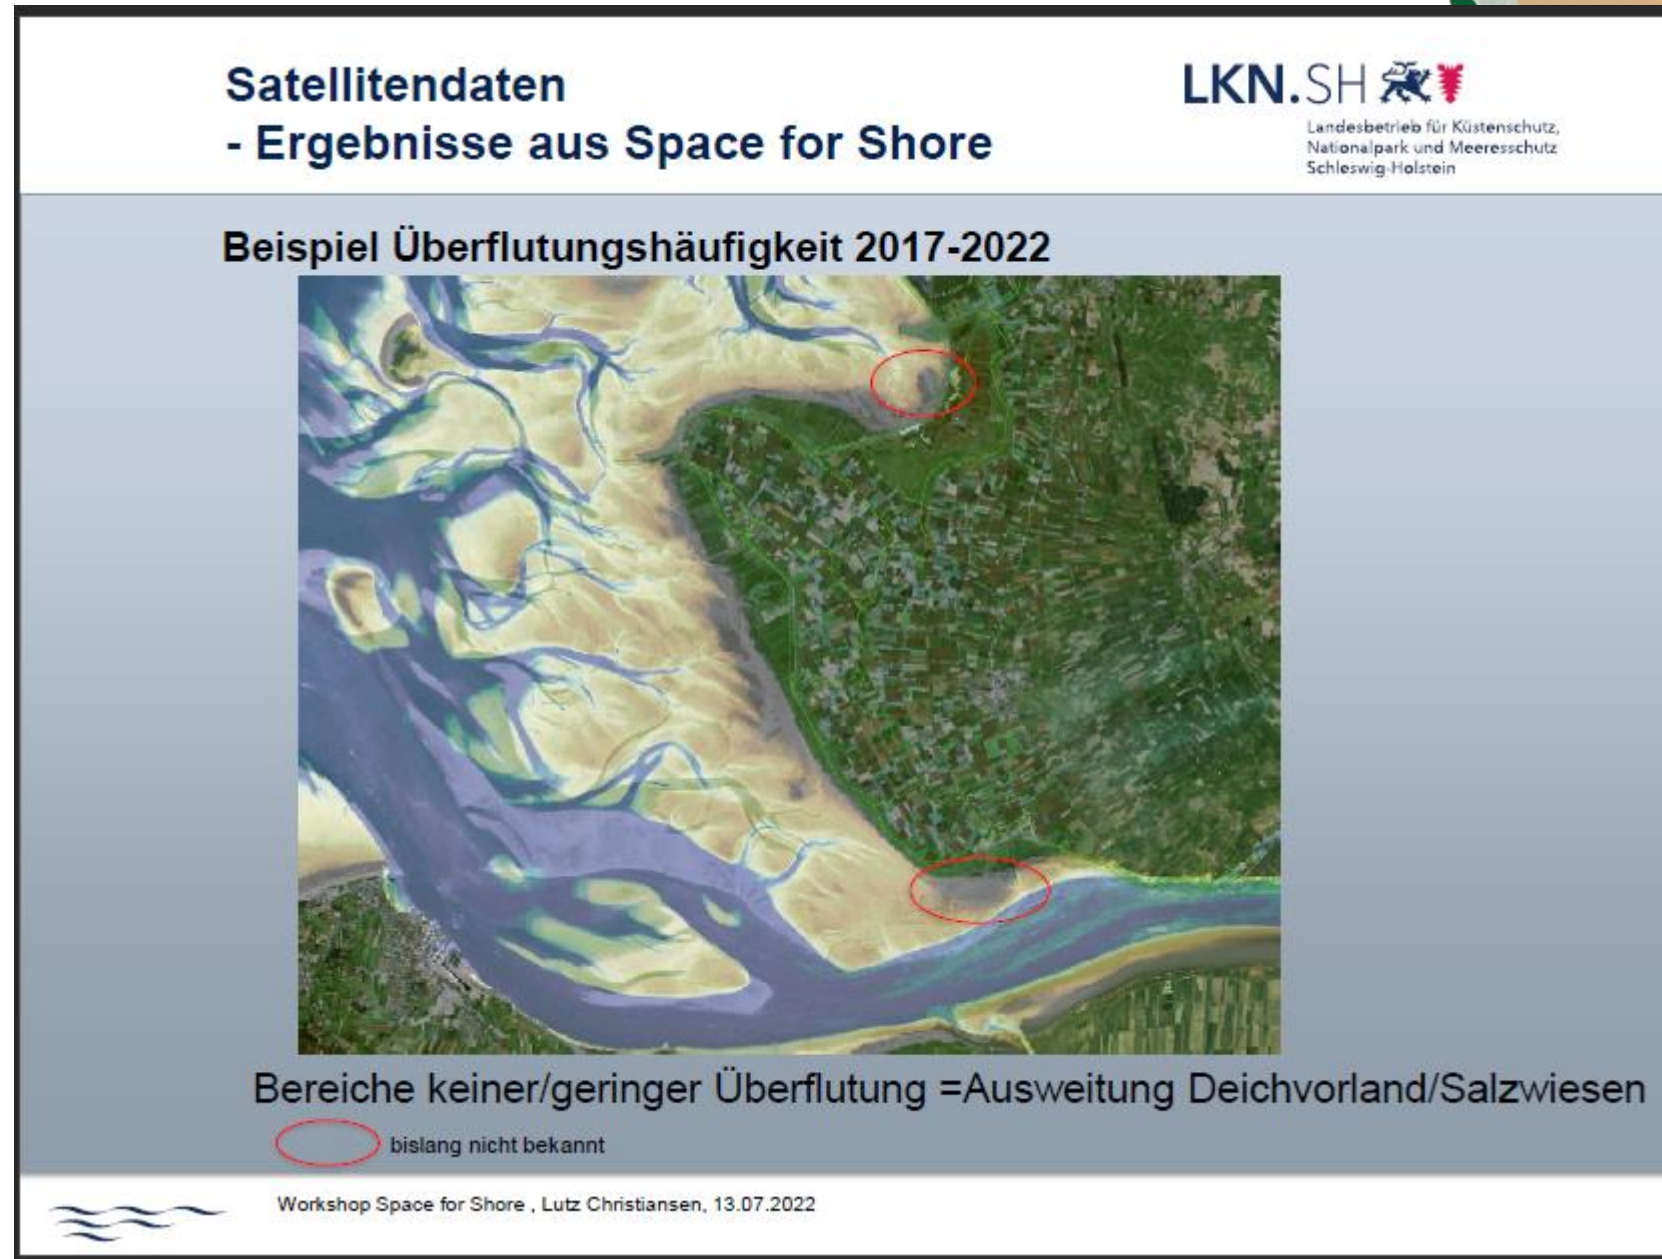 Satellitendaten
- Ergebnisse aus Space for Shore
LKN.SH
Landesbetrieb für Küstenschutz,
Nationalpark und Meeresschutz
Schleswig-Holstein
Beispiel Überflutungshäufigkeit 2017-2022
Bereiche keiner/geringer Überflutung =Ausweitung Deichvorland/Salzwiesen
bislang nicht bekannt
Workshop Space for Shore , Lutz Christiansen, 13.07.2022